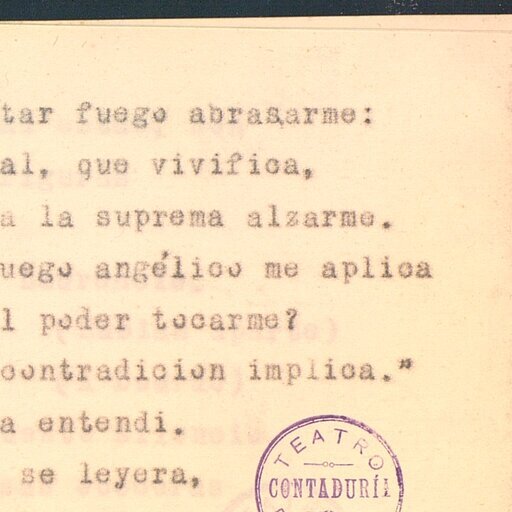 tar fuego abrasarme:
al, que vivifica,
a la suprema alzarme.
uego angélico me aplica
l poder tocarme?
contradicion implica."
a entendi.
se leyera,
TEATRO
CONTADURÍA